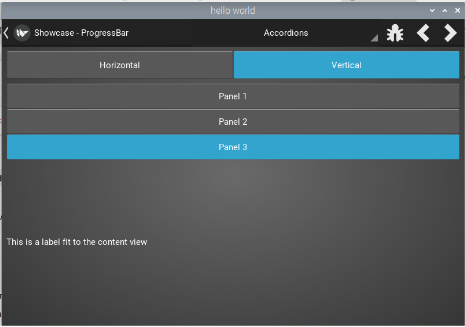 hello world
Showcase - ProgressBar
Accordions
Horizontal
Vertical
Panel 1
Panel 2
Panel 3
This is a label fit to the content view